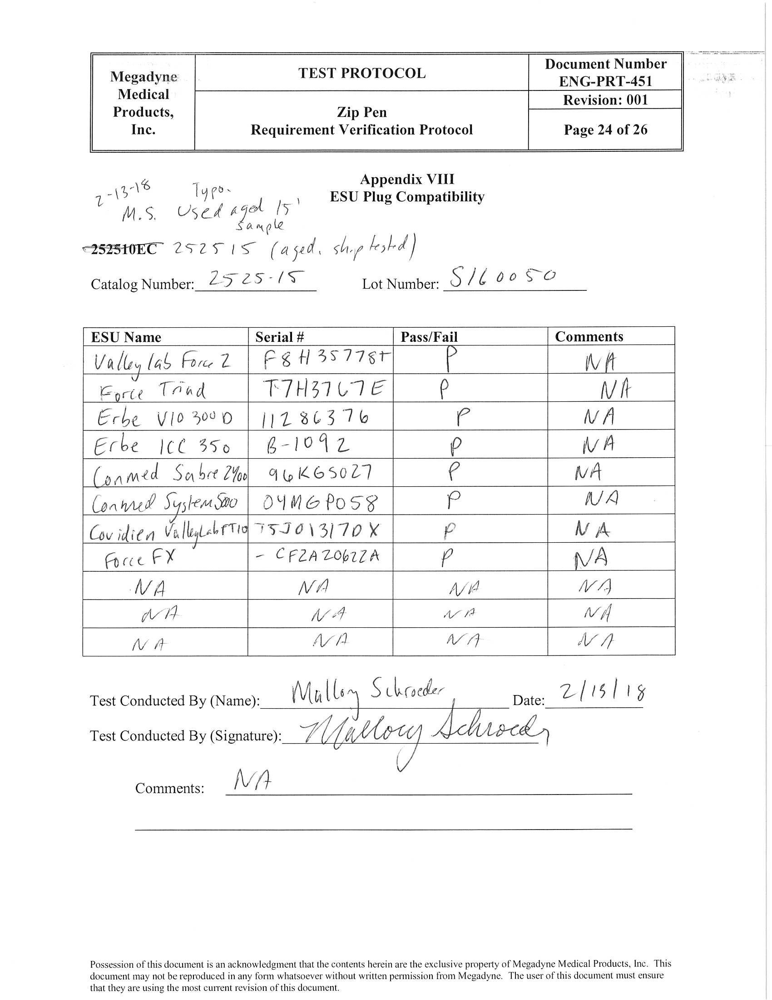 Megadyne
Medical
Products,
Inc.
TEST PROTOCOL
Zip Pen
Requirement Verification Protocol
Document Number
ENG-PRT-451
Revision: 001
Page 24 of 26
Appendix VIII
ESU Plug Compatibility
2-13-18 Typo.
M.S. Used aged 15'
sample
252510EC 252515 (aged, ship tested)
Catalog Number: 2525-15 Lot Number: S160050
ESU Name Serial # Pass/Fail Comments
Valleylab Force 2 F8H35778T P NA
Force Triad T7H3767E P NA
Erbe VIO 300 D 11286376 P NA
Erbe ICC 350 B-1092 P NA
Conmed Sabre 2400 96KGS027 P NA
Conmed System 5000 04MGP058 P NA
Covidien ValleyLab FT10 T5J01317DX P NA
Force FX - CF2A20622A P NA
NA NA NA NA
NA NA NA NA
NA NA NA NA
Test Conducted By (Name): Mallory Schroeder Date: 2/13/18
Test Conducted By (Signature): Mallory Schroeder
Comments: NA
Possession of this document is an acknowledgment that the contents herein are the exclusive property of Megadyne Medical Products, Inc. This
document may not be reproduced in any form whatsoever without written permission from Megadyne. The user of this document must ensure
that they are using the most current revision of this document.